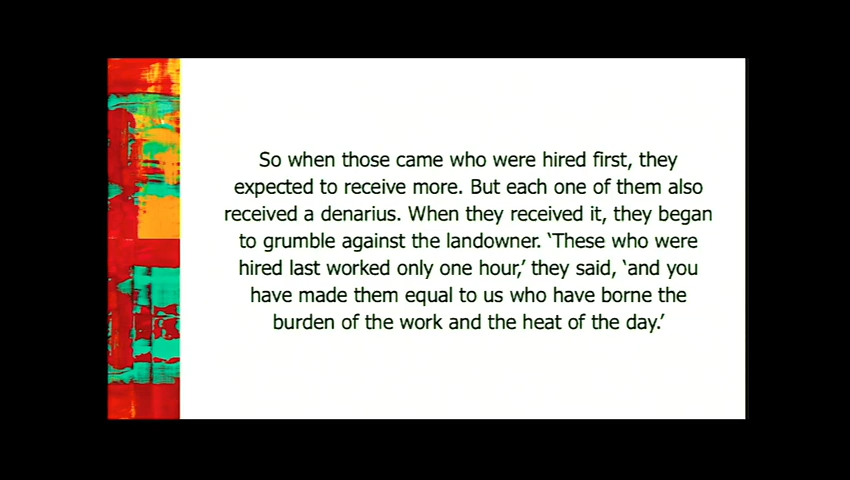 So when those came who were hired first, they
expected to receive more. But each one of them also
received a denarius. When they received it, they began
to grumble against the landowner. ‘These who were
hired last worked only one hour,’ they said, ‘and you
have made them equal to us who have borne the
burden of the work and the heat of the day.’